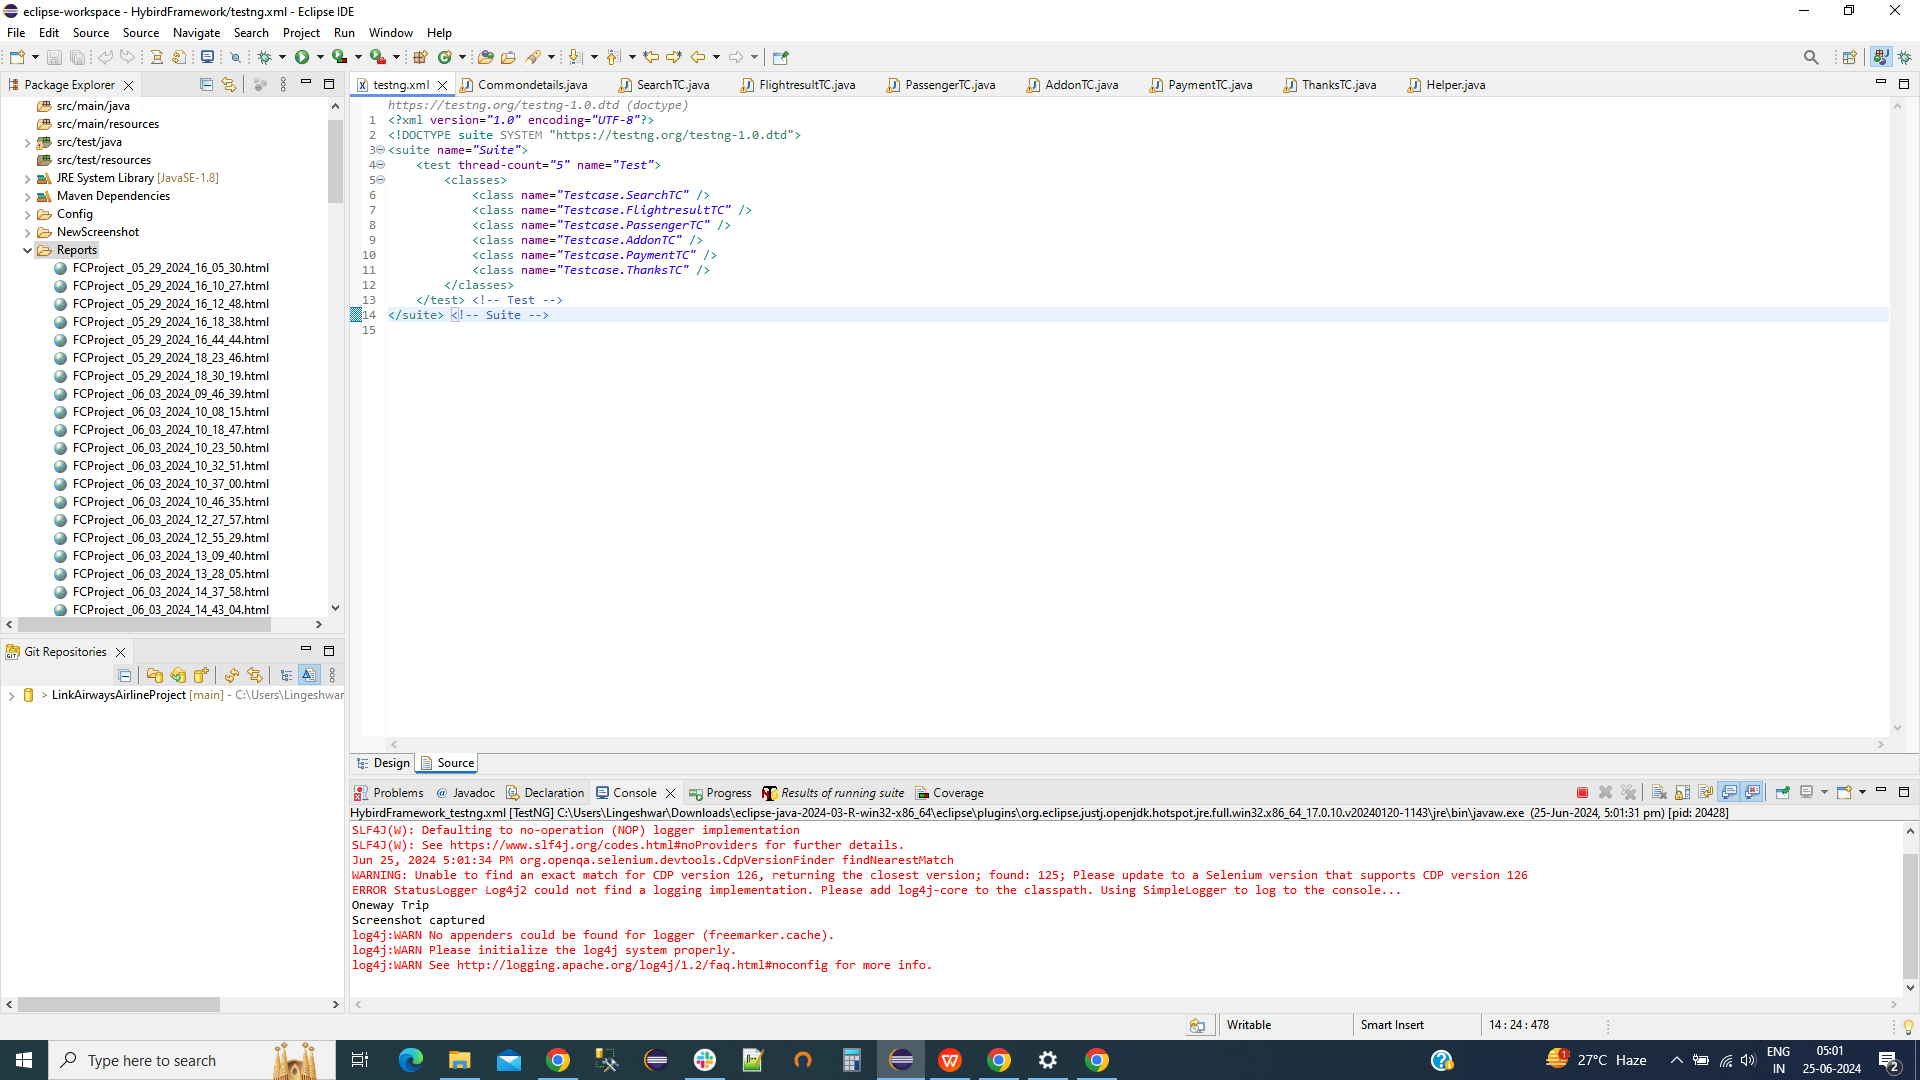 eclipse-workspace - HybirdFramework/testng.xml - Eclipse IDE
File Edit Source Source Navigate Search Project Run Window Help
Package Explorer
src/main/java
src/main/resources
src/test/java
src/test/resources
JRE System Library [JavaSE-1.8]
Maven Dependencies
Config
NewScreenshot
Reports
FCProject _05_29_2024_16_05_30.html
FCProject _05_29_2024_16_10_27.html
FCProject _05_29_2024_16_12_48.html
FCProject _05_29_2024_16_18_38.html
FCProject _05_29_2024_16_44_44.html
FCProject _05_29_2024_18_23_46.html
FCProject _05_29_2024_18_30_19.html
FCProject _06_03_2024_09_46_39.html
FCProject _06_03_2024_10_08_15.html
FCProject _06_03_2024_10_18_47.html
FCProject _06_03_2024_10_23_50.html
FCProject _06_03_2024_10_32_51.html
FCProject _06_03_2024_10_37_00.html
FCProject _06_03_2024_10_46_35.html
FCProject _06_03_2024_12_27_57.html
FCProject _06_03_2024_12_55_29.html
FCProject _06_03_2024_13_09_40.html
FCProject _06_03_2024_13_28_05.html
FCProject _06_03_2024_14_37_58.html
FCProject _06_03_2024_14_43_04.html
Git Repositories
> LinkAirwaysAirlineProject [main] - C:\Users\Lingeshwar
testng.xml Commondetails.java SearchTC.java FlightresultTC.java PassengerTC.java AddonTC.java PaymentTC.java ThanksTC.java Helper.java
https://testng.org/testng-1.0.dtd (doctype)
1 <?xml version="1.0" encoding="UTF-8"?>
2 <!DOCTYPE suite SYSTEM "https://testng.org/testng-1.0.dtd">
3 <suite name="Suite">
4 <test thread-count="5" name="Test">
5 <classes>
6 <class name="Testcase.SearchTC" />
7 <class name="Testcase.FlightresultTC" />
8 <class name="Testcase.PassengerTC" />
9 <class name="Testcase.AddonTC" />
10 <class name="Testcase.PaymentTC" />
11 <class name="Testcase.ThanksTC" />
12 </classes>
13 </test> <!-- Test -->
14 </suite> <!-- Suite -->
15
Design Source
Problems Javadoc Declaration Console Progress Results of running suite Coverage
HybirdFramework_testng.xml [TestNG] C:\Users\Lingeshwar\Downloads\eclipse-java-2024-03-R-win32-x86_64\eclipse\plugins\org.eclipse.justj.openjdk.hotspot.jre.full.win32.x86_64_17.0.10.v20240120-1143\jre\bin\javaw.exe (25-Jun-2024, 5:01:31 pm) [pid: 20428]
SLF4J(W): Defaulting to no-operation (NOP) logger implementation
SLF4J(W): See https://www.slf4j.org/codes.html#noProviders for further details.
Jun 25, 2024 5:01:34 PM org.openqa.selenium.devtools.CdpVersionFinder findNearestMatch
WARNING: Unable to find an exact match for CDP version 126, returning the closest version; found: 125; Please update to a Selenium version that supports CDP version 126
ERROR StatusLogger Log4j2 could not find a logging implementation. Please add log4j-core to the classpath. Using SimpleLogger to log to the console...
Oneway Trip
Screenshot captured
log4j:WARN No appenders could be found for logger (freemarker.cache).
log4j:WARN Please initialize the log4j system properly.
log4j:WARN See http://logging.apache.org/log4j/1.2/faq.html#noconfig for more info.
Writable Smart Insert 14 : 24 : 478
Type here to search
27°C Haze
ENG
IN
05:01
25-06-2024
2